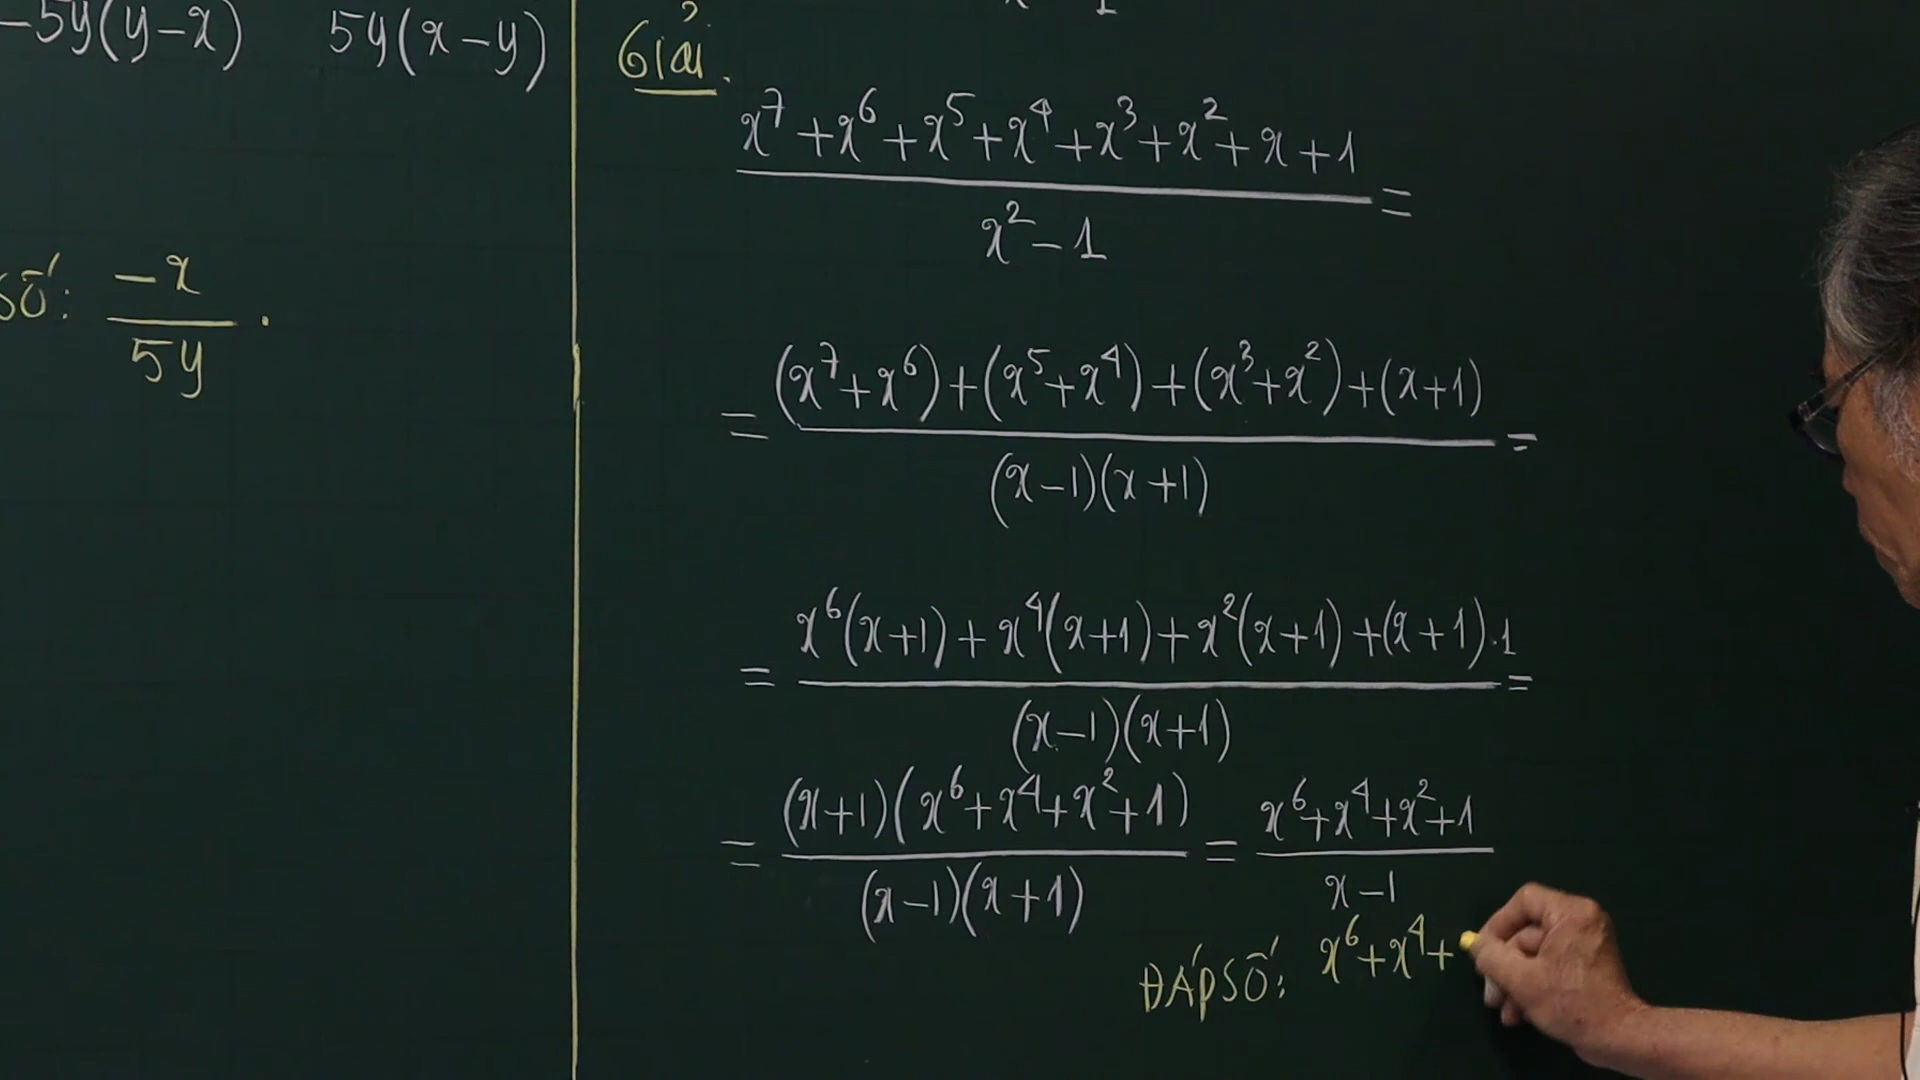 -5y(y-x) 5y(x-y)
số: -x/5y.
Giải.
x⁷+x⁶+x⁵+x⁴+x³+x²+x+1
x²-1 =
= (x⁷+x⁶)+(x⁵+x⁴)+(x³+x²)+(x+1)
(x-1)(x+1) =
= x⁶(x+1)+x⁴(x+1)+x²(x+1)+(x+1).1
(x-1)(x+1) =
= (x+1)(x⁶+x⁴+x²+1) = x⁶+x⁴+x²+1
(x-1)(x+1) x-1
ĐÁP SỐ: x⁶+x⁴+